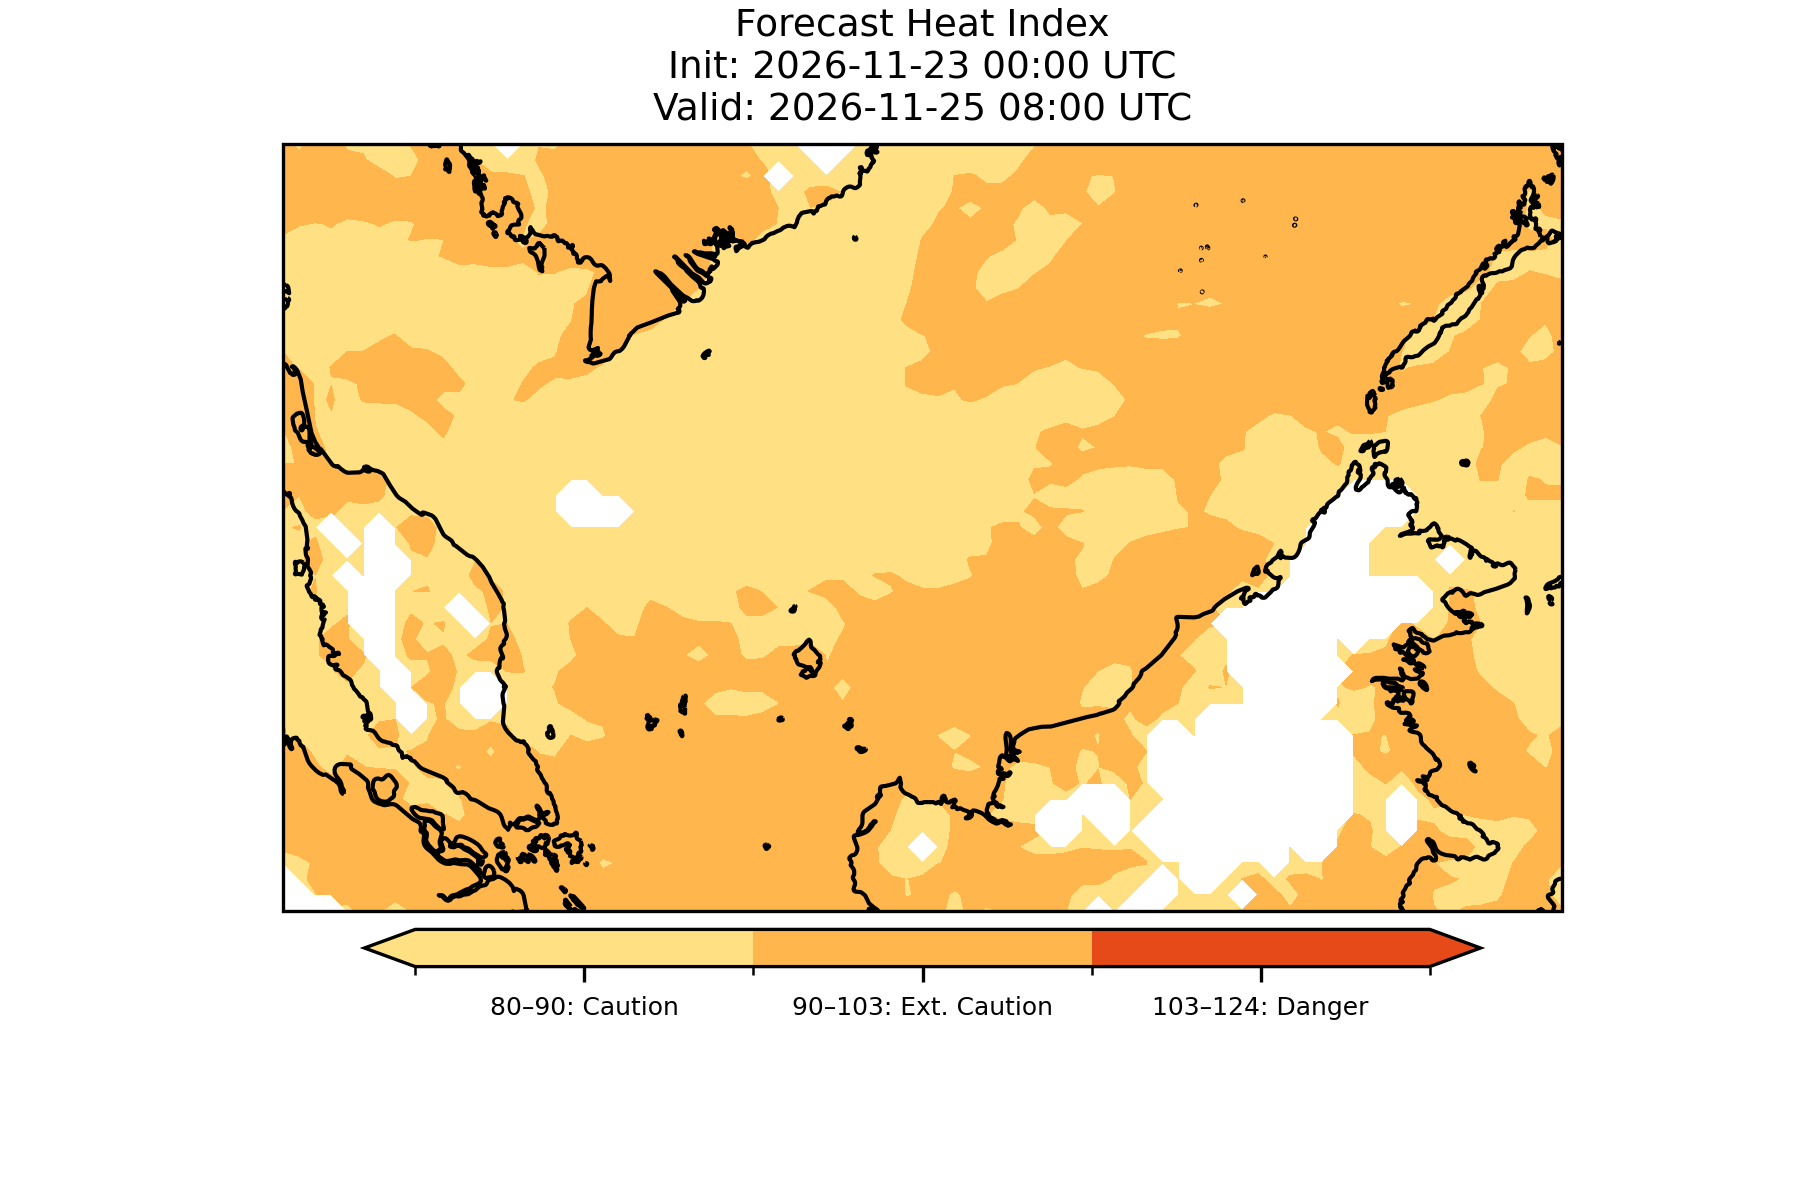 Forecast Heat Index
Init: 2026-11-23 00:00 UTC
Valid: 2026-11-25 08:00 UTC
80–90: Caution
90–103: Ext. Caution
103–124: Danger